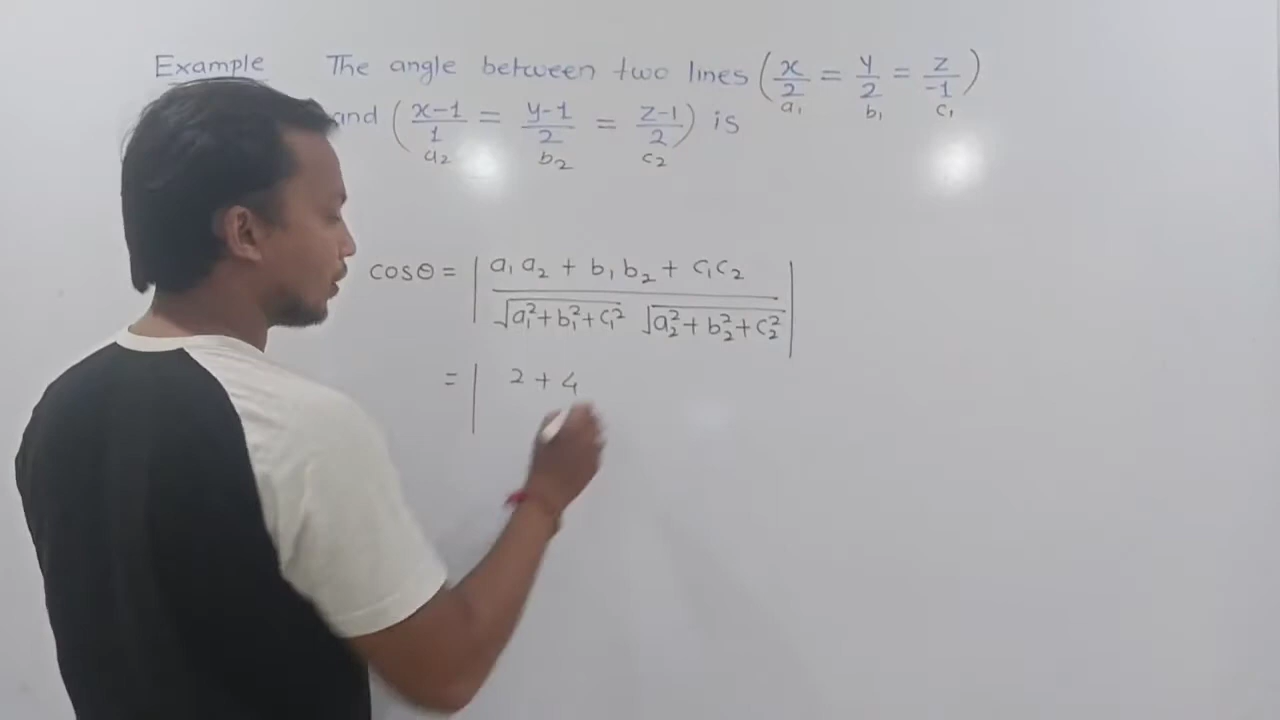 Example The angle between two lines (x/2 = y/2 = z/-1)
a₁ b₁ c₁
and (x-1/1 = y-1/2 = z-1/2) is
a₂ b₂ c₂
cosθ = | a₁a₂ + b₁b₂ + c₁c₂ / √a₁²+b₁²+c₁² √a₂²+b₂²+c₂² |
= | 2 + 4